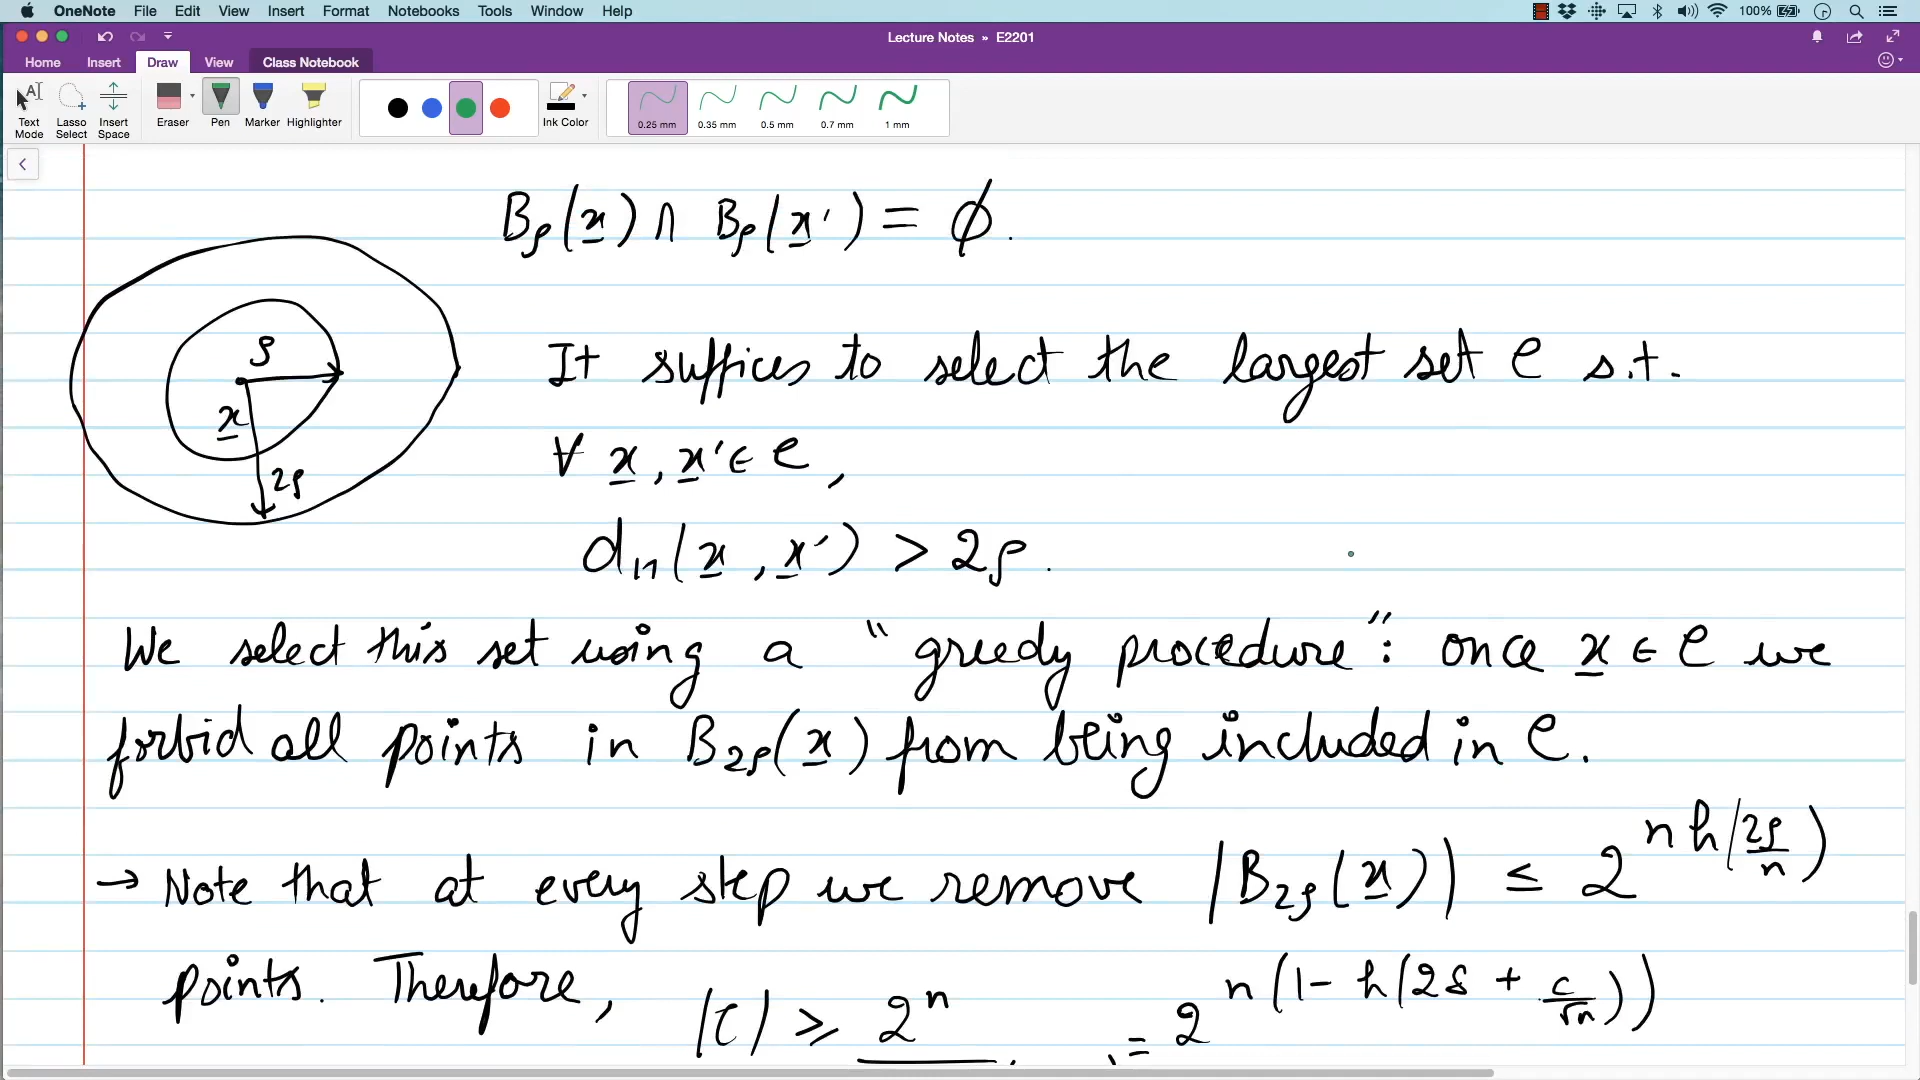 OneNote File Edit View Insert Format Notebooks Tools Window Help 100%
Lecture Notes » E2201
Home Insert Draw View Class Notebook
Text Mode Lasso Select Insert Space Eraser Pen Marker Highlighter Ink Color 0.25 mm 0.35 mm 0.5 mm 0.7 mm 1 mm
Bρ(x) ∩ Bρ(x') = ϕ.
ρ
x
2ρ
It suffices to select the largest set C s.t.
∀ x, x' ∈ C,
dH(x, x') > 2ρ.
We select this set using a "greedy procedure": once x ∈ C we
forbid all points in B2ρ(x) from being included in C.
→ Note that at every step we remove |B2ρ(x)| ≤ 2^{n h(2ρ/n)}
points. Therefore, |C| ≥ 2^n = 2^{n(1 - h(2δ + c/√n))}